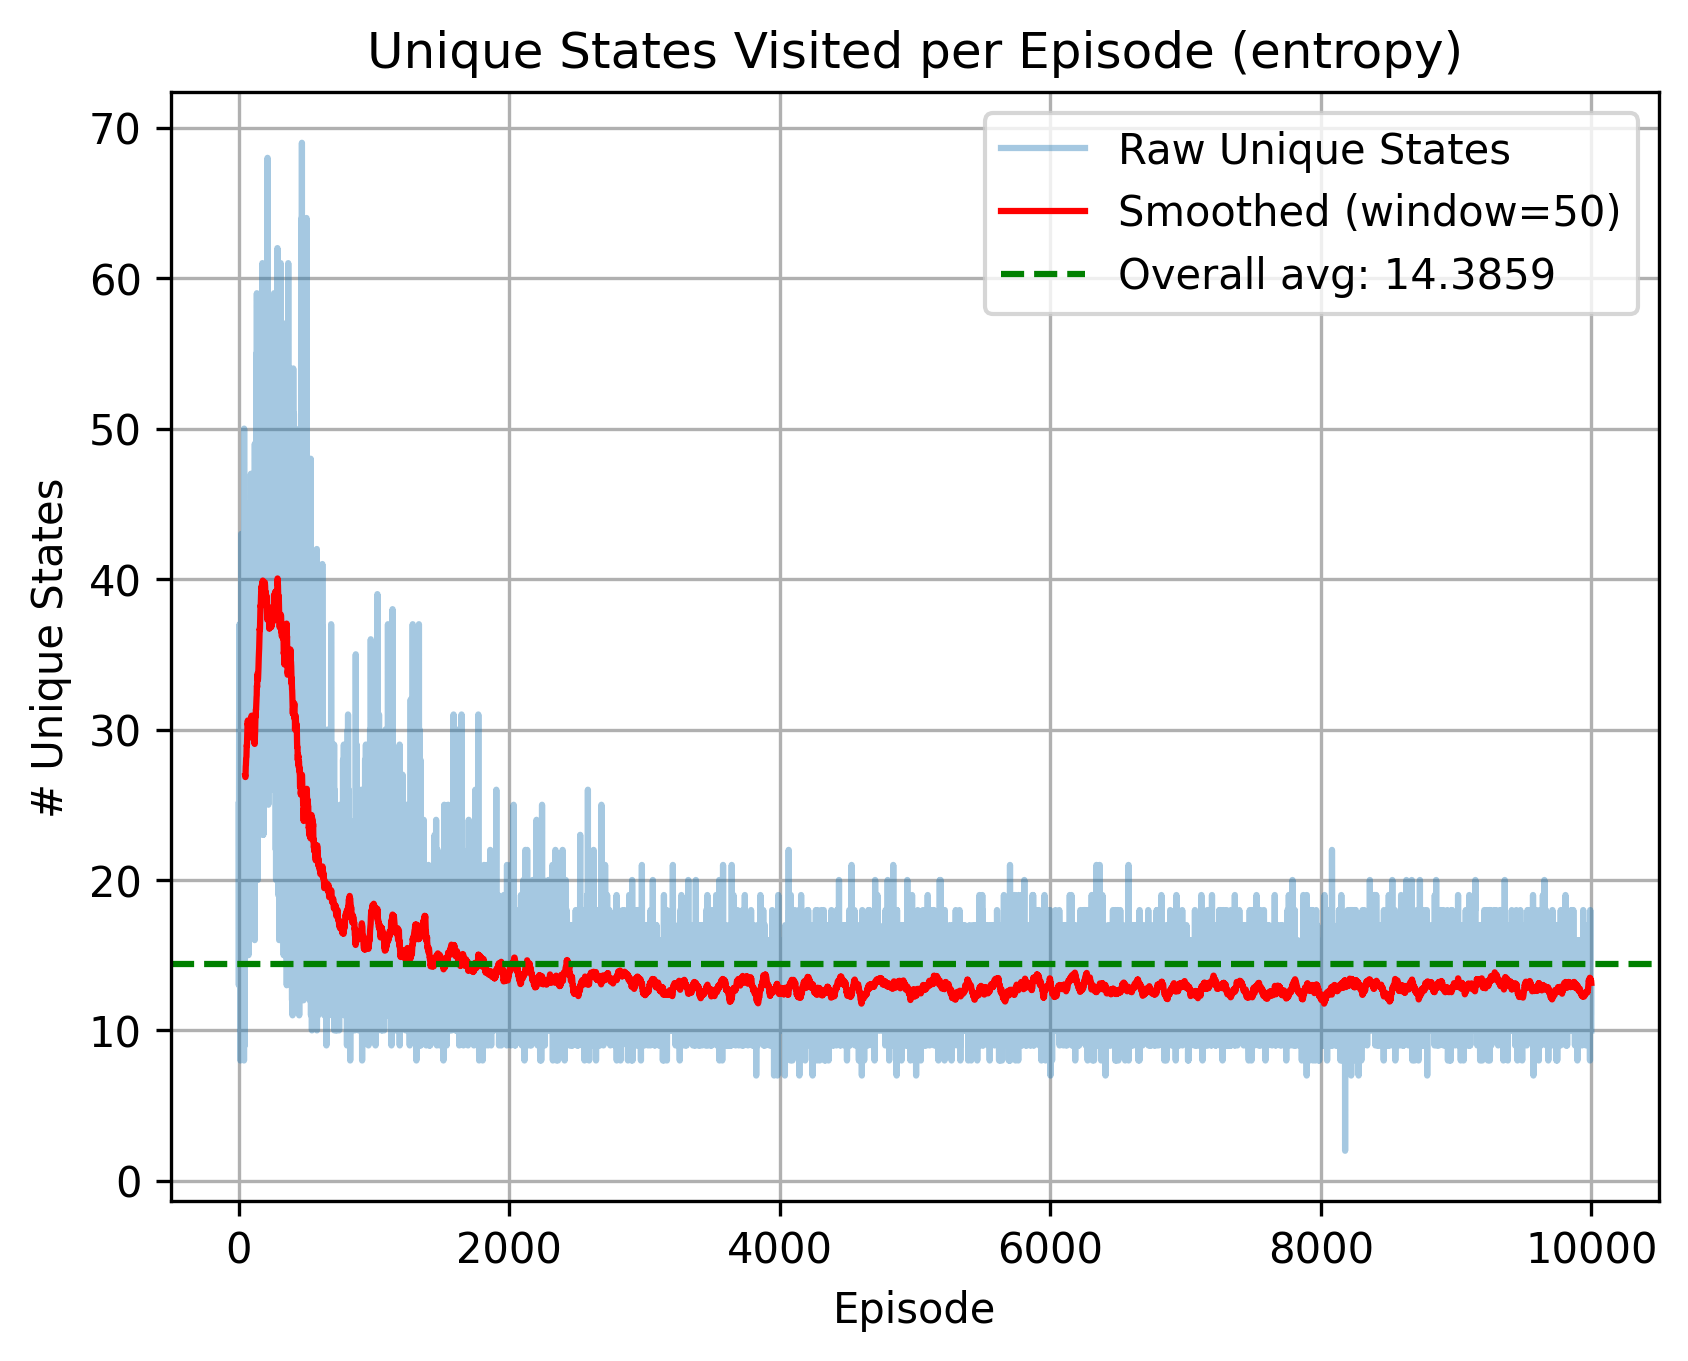 Unique States Visited per Episode (entropy)
Raw Unique States
Smoothed (window=50)
Overall avg: 14.3859
# Unique States
70
60
50
40
30
20
10
0
0 2000 4000 6000 8000 10000
Episode